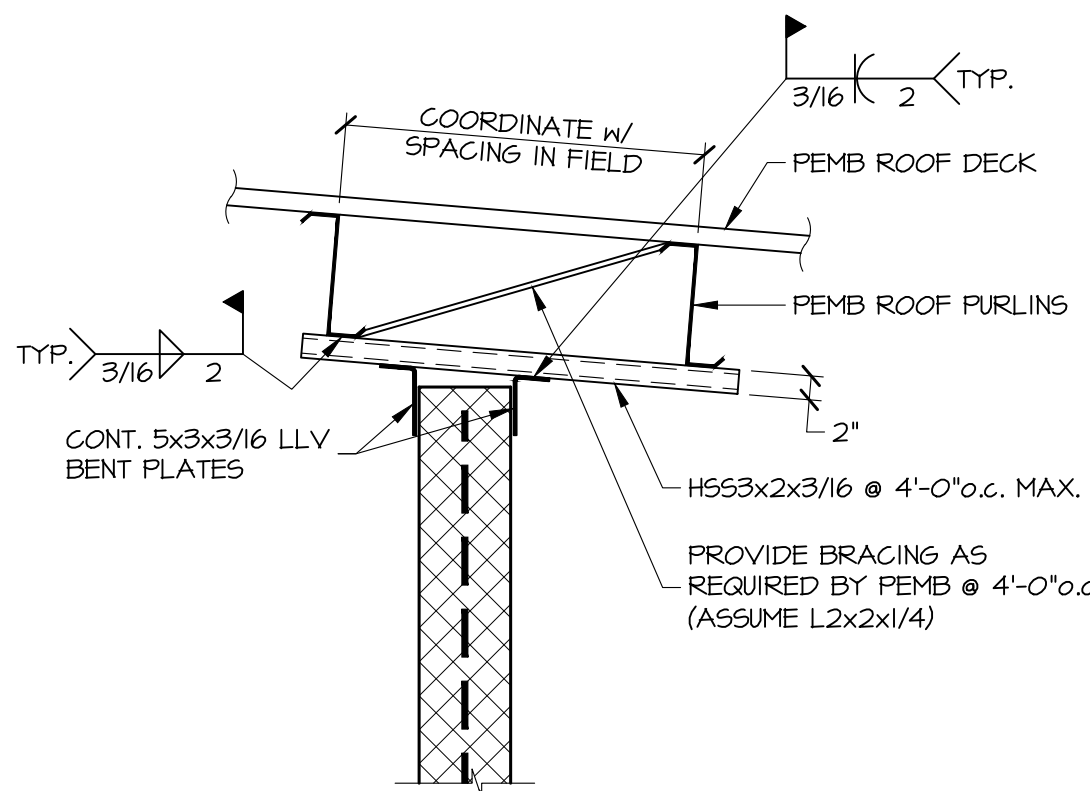 3/16 2 TYP.
COORDINATE W/
SPACING IN FIELD
PEMB ROOF DECK
PEMB ROOF PURLINS
TYP. 3/16 2
2"
CONT. 5x3x3/16 LLV
BENT PLATES
HSS3x2x3/16 @ 4'-0"o.c. MAX.
PROVIDE BRACING AS
REQUIRED BY PEMB @ 4'-0"o.c
(ASSUME L2x2x1/4)